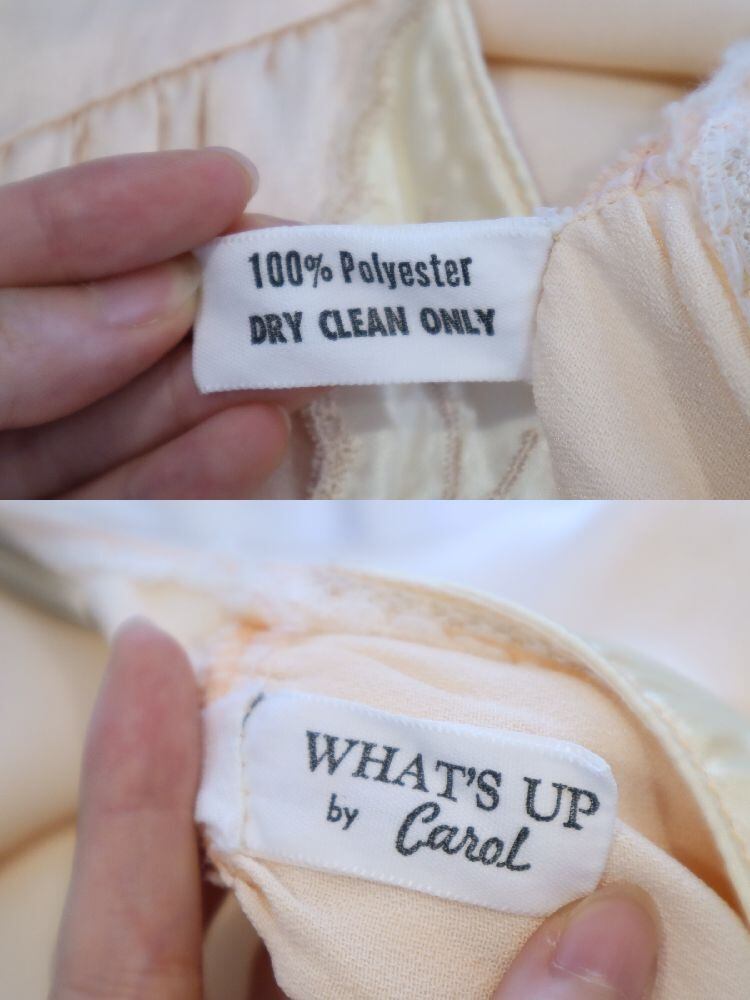 100% Polyester
DRY CLEAN ONLY
WHAT'S UP
by Carol